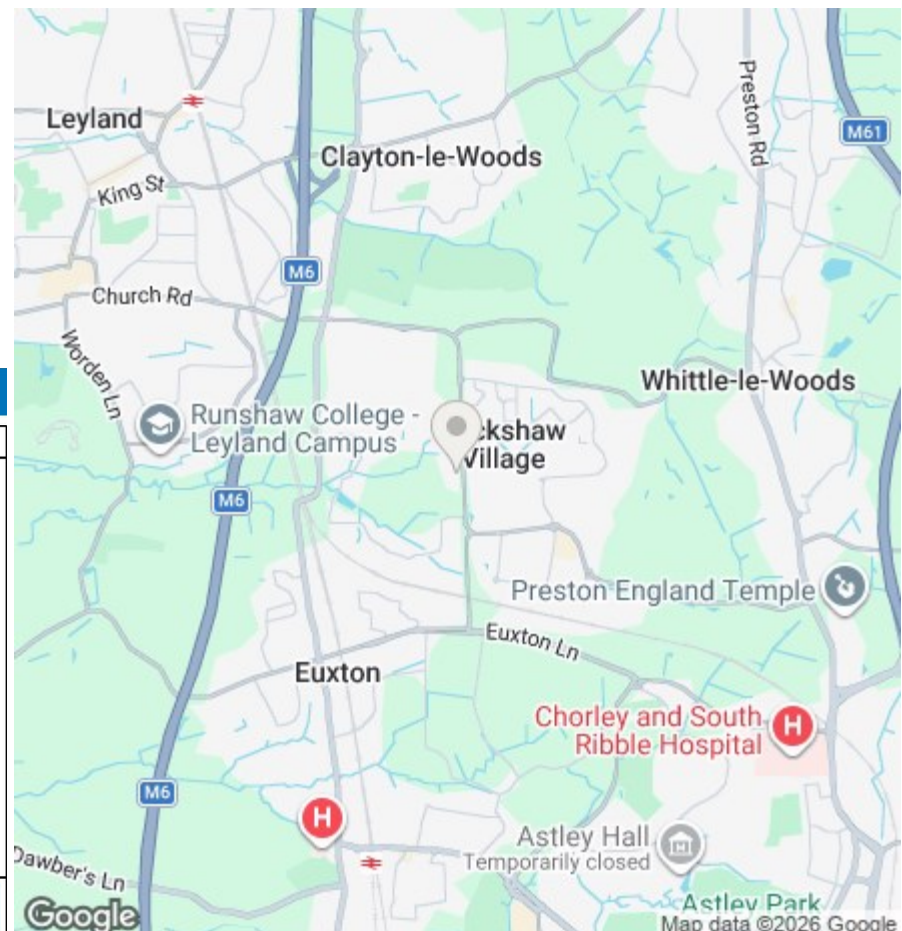 Leyland
Clayton-le-Woods
Preston Rd
M61
King St
M6
Church Rd
Worden Ln
Whittle-le-Woods
Runshaw College -
Leyland Campus
ckshaw
Village
M6
Preston England Temple
Euxton Ln
Euxton
Chorley and South
Ribble Hospital
H
M6
H
Astley Hall
Temporarily closed
Dawber's Ln
Astley Park
Google
Map data ©2026 Google